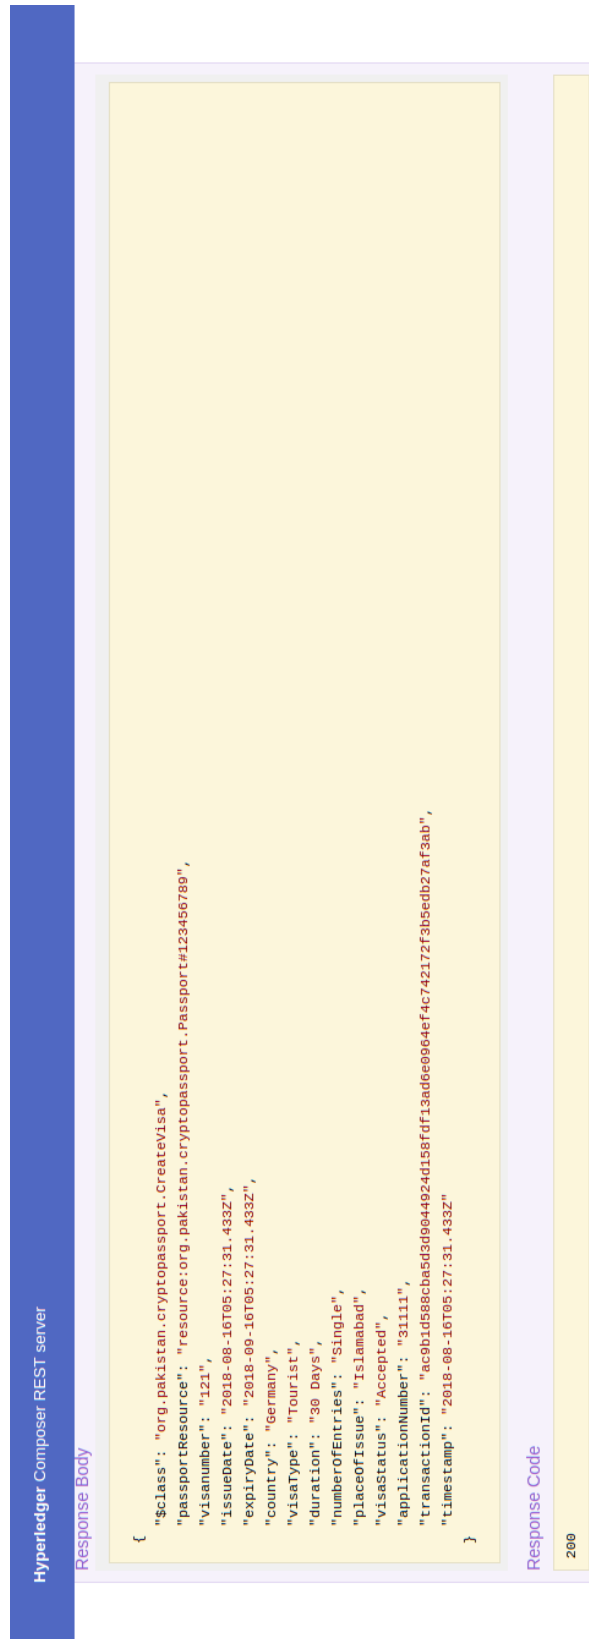 Hyperledger Composer REST server
Response Body
{
"$class": "org.pakistan.cryptopassport.CreateVisa",
"passportResource": "resource:org.pakistan.cryptopassport.Passport#123456789",
"visanumber": "121",
"issueDate": "2018-08-16T05:27:31.433Z",
"expiryDate": "2018-09-16T05:27:31.433Z",
"country": "Germany",
"visaType": "Tourist",
"duration": "30 Days",
"numberOfEntries": "Single",
"placeOfIssue": "Islamabad",
"visaStatus": "Accepted",
"applicationNumber": "31111",
"transactionId": "ac9b1d588cba5d3d9044924d158fdf13ad6e0964ef4c742172f3b5edb27af3ab",
"timestamp": "2018-08-16T05:27:31.433Z"
}
Response Code
200